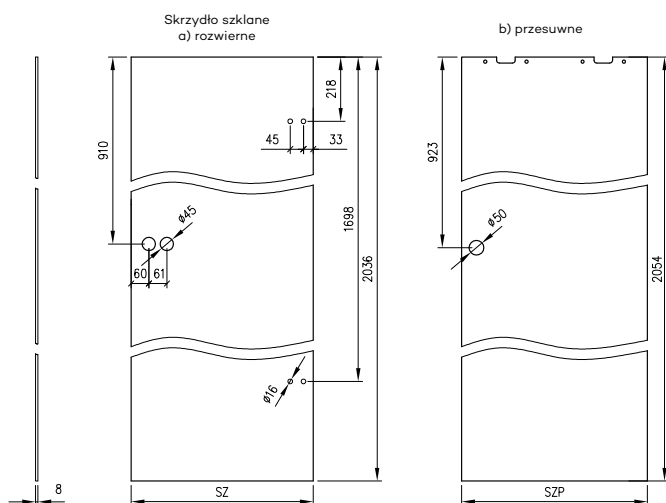 Skrzydło szklane
a) rozwierne
b) przesuwne
218
910
923
45
33
1698
2036
2054
ø45
ø50
60
61
ø16
8
SZ
SZP